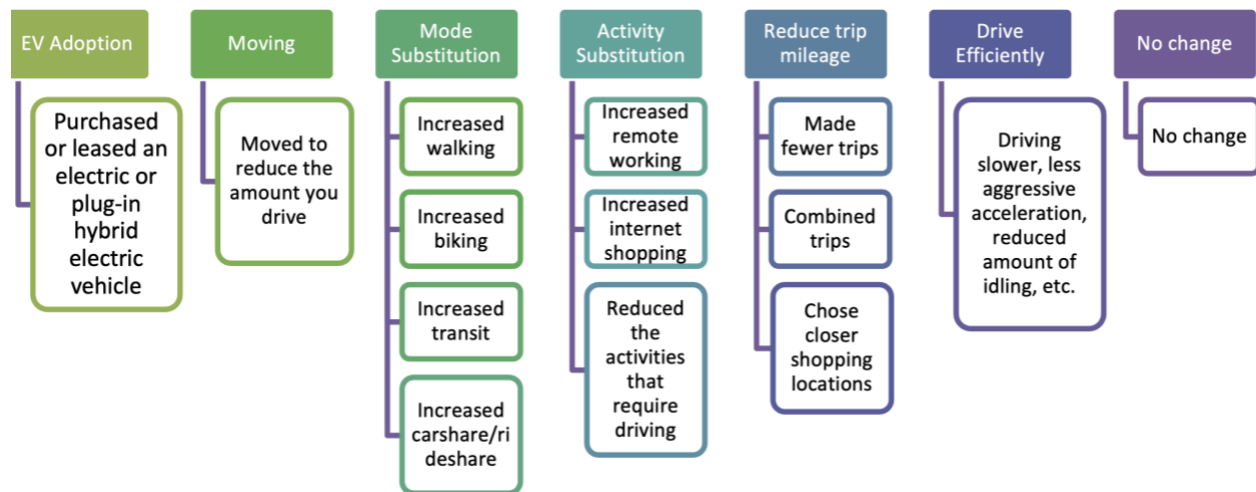 EV Adoption
Purchased
or leased an
electric or
plug-in
hybrid
electric
vehicle
Moving
Moved to
reduce the
amount you
drive
Mode
Substitution
Increased
walking
Increased
biking
Increased
transit
Increased
carshare/ri
deshare
Activity
Substitution
Increased
remote
working
Increased
internet
shopping
Reduced
the
activities
that
require
driving
Reduce trip
mileage
Made
fewer trips
Combined
trips
Chose
closer
shopping
locations
Drive
Efficiently
Driving
slower, less
aggressive
acceleration,
reduced
amount of
idling, etc.
No change
No change